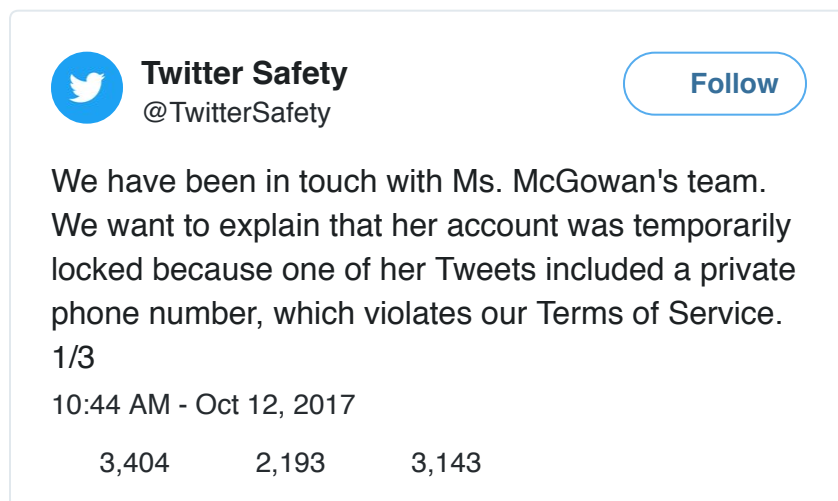 Twitter Safety
@TwitterSafety
Follow
We have been in touch with Ms. McGowan's team.
We want to explain that her account was temporarily
locked because one of her Tweets included a private
phone number, which violates our Terms of Service.
1/3
10:44 AM - Oct 12, 2017
3,404 2,193 3,143